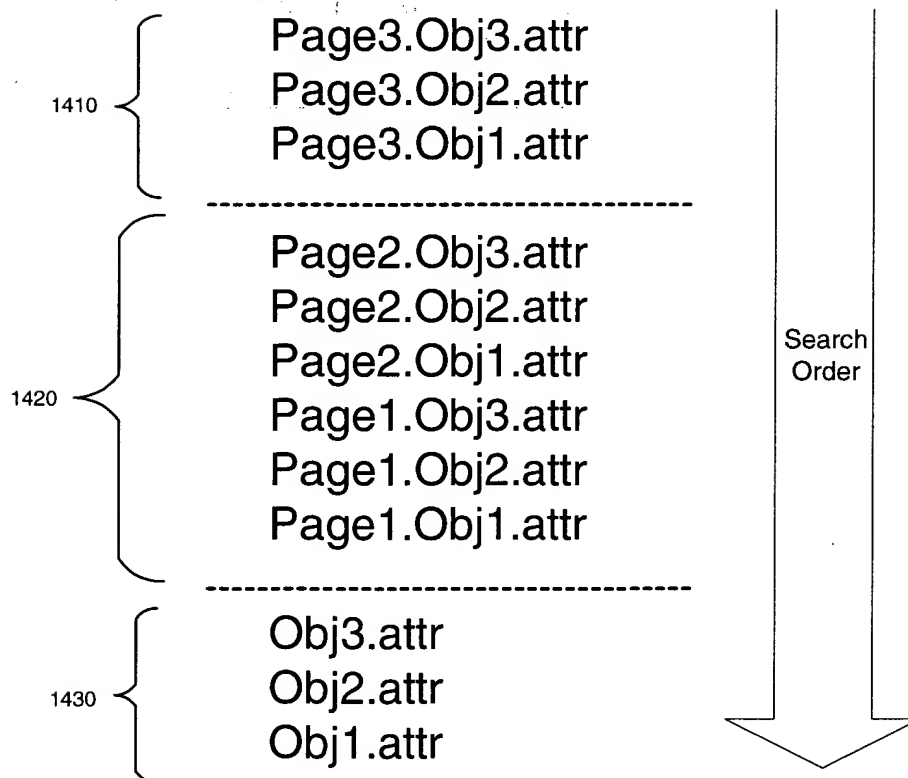 Page3.Obj3.attr
1410
Page3.Obj2.attr
Page3.Obj1.attr
Page2.Obj3.attr
Page2.Obj2.attr
Page2.Obj1.attr
Search
Order
1420
Page1.Obj3.attr
Page1.Obj2.attr
Page1.Obj1.attr
Obj3.attr
1430
Obj2.attr
Obj1.attr